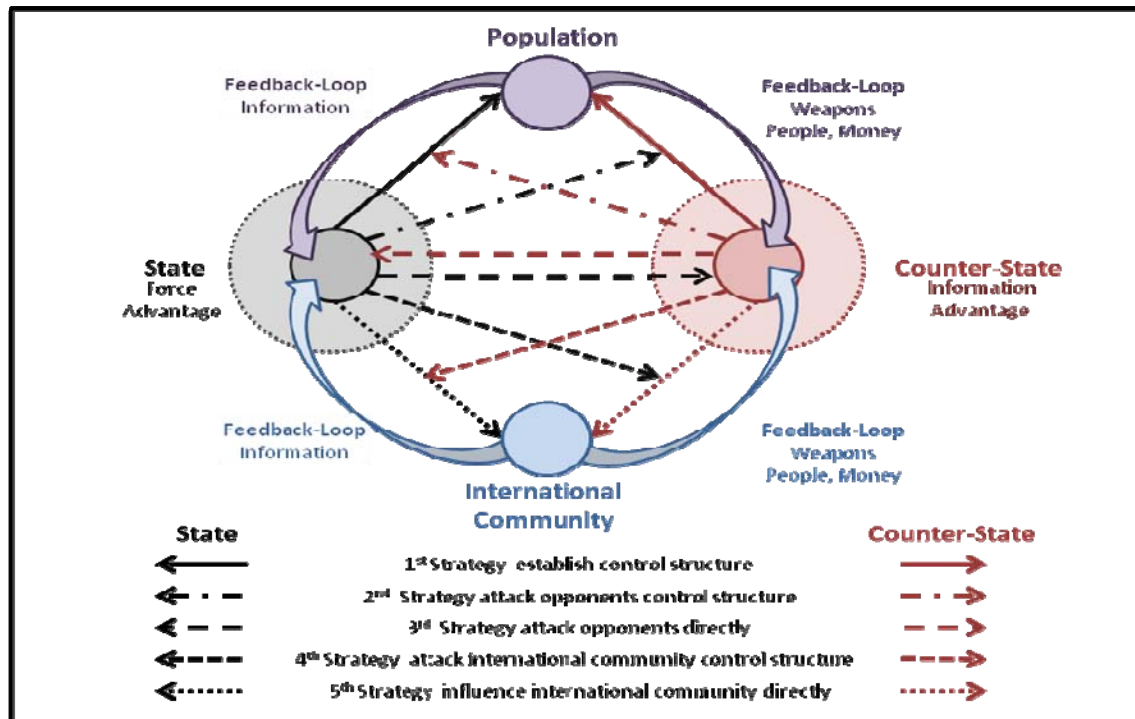 Population
Feedback-Loop
Information
Feedback-Loop
Weapons
People, Money
State
Force
Advantage
Counter-State
Information
Advantage
Feedback-Loop
Information
Feedback-Loop
Weapons
People, Money
International
Community
State
Counter-State
1st Strategy establish control structure
2nd Strategy attack opponents control structure
3rd Strategy attack opponents directly
4th Strategy attack international community control structure
5th Strategy influence international community directly